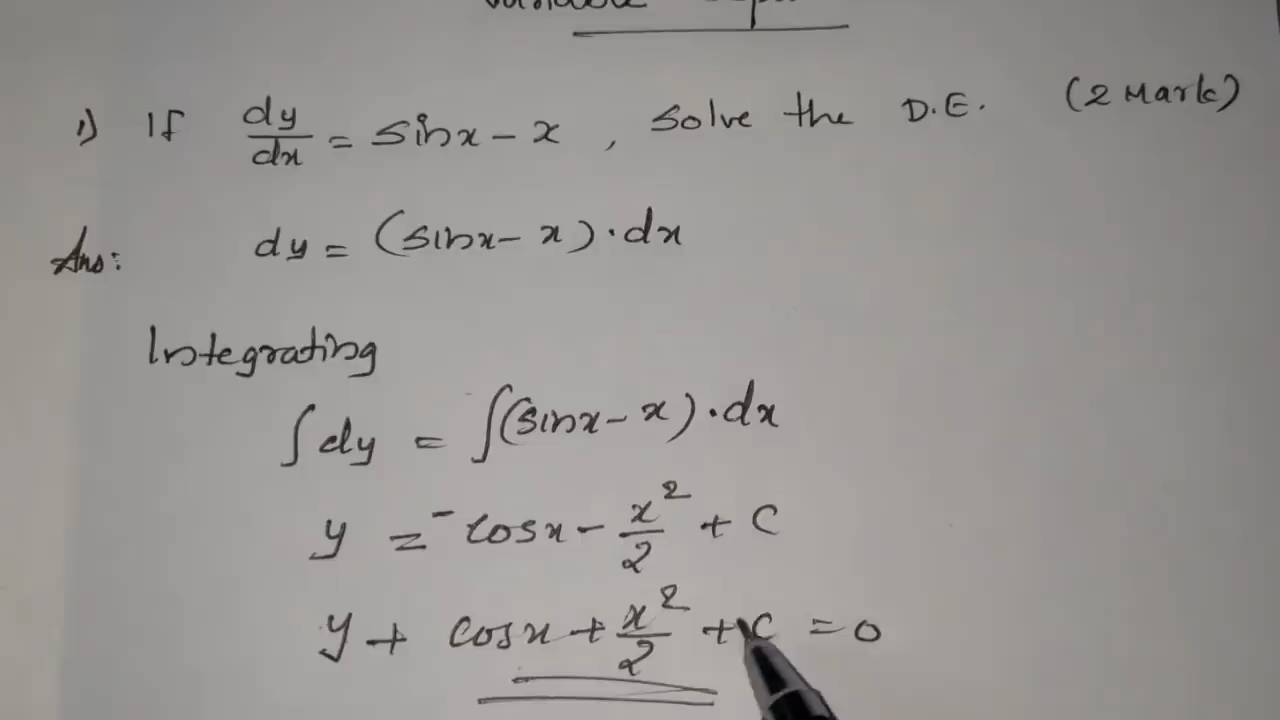 1) If dy/dx = sinx - x , Solve the D.E. (2 Mark)
Ans: dy = (sinx - x) · dx
Integrating
∫ dy = ∫(sinx - x) · dx
y = - cosx - x²/2 + C
y + cosx + x²/2 + C = 0